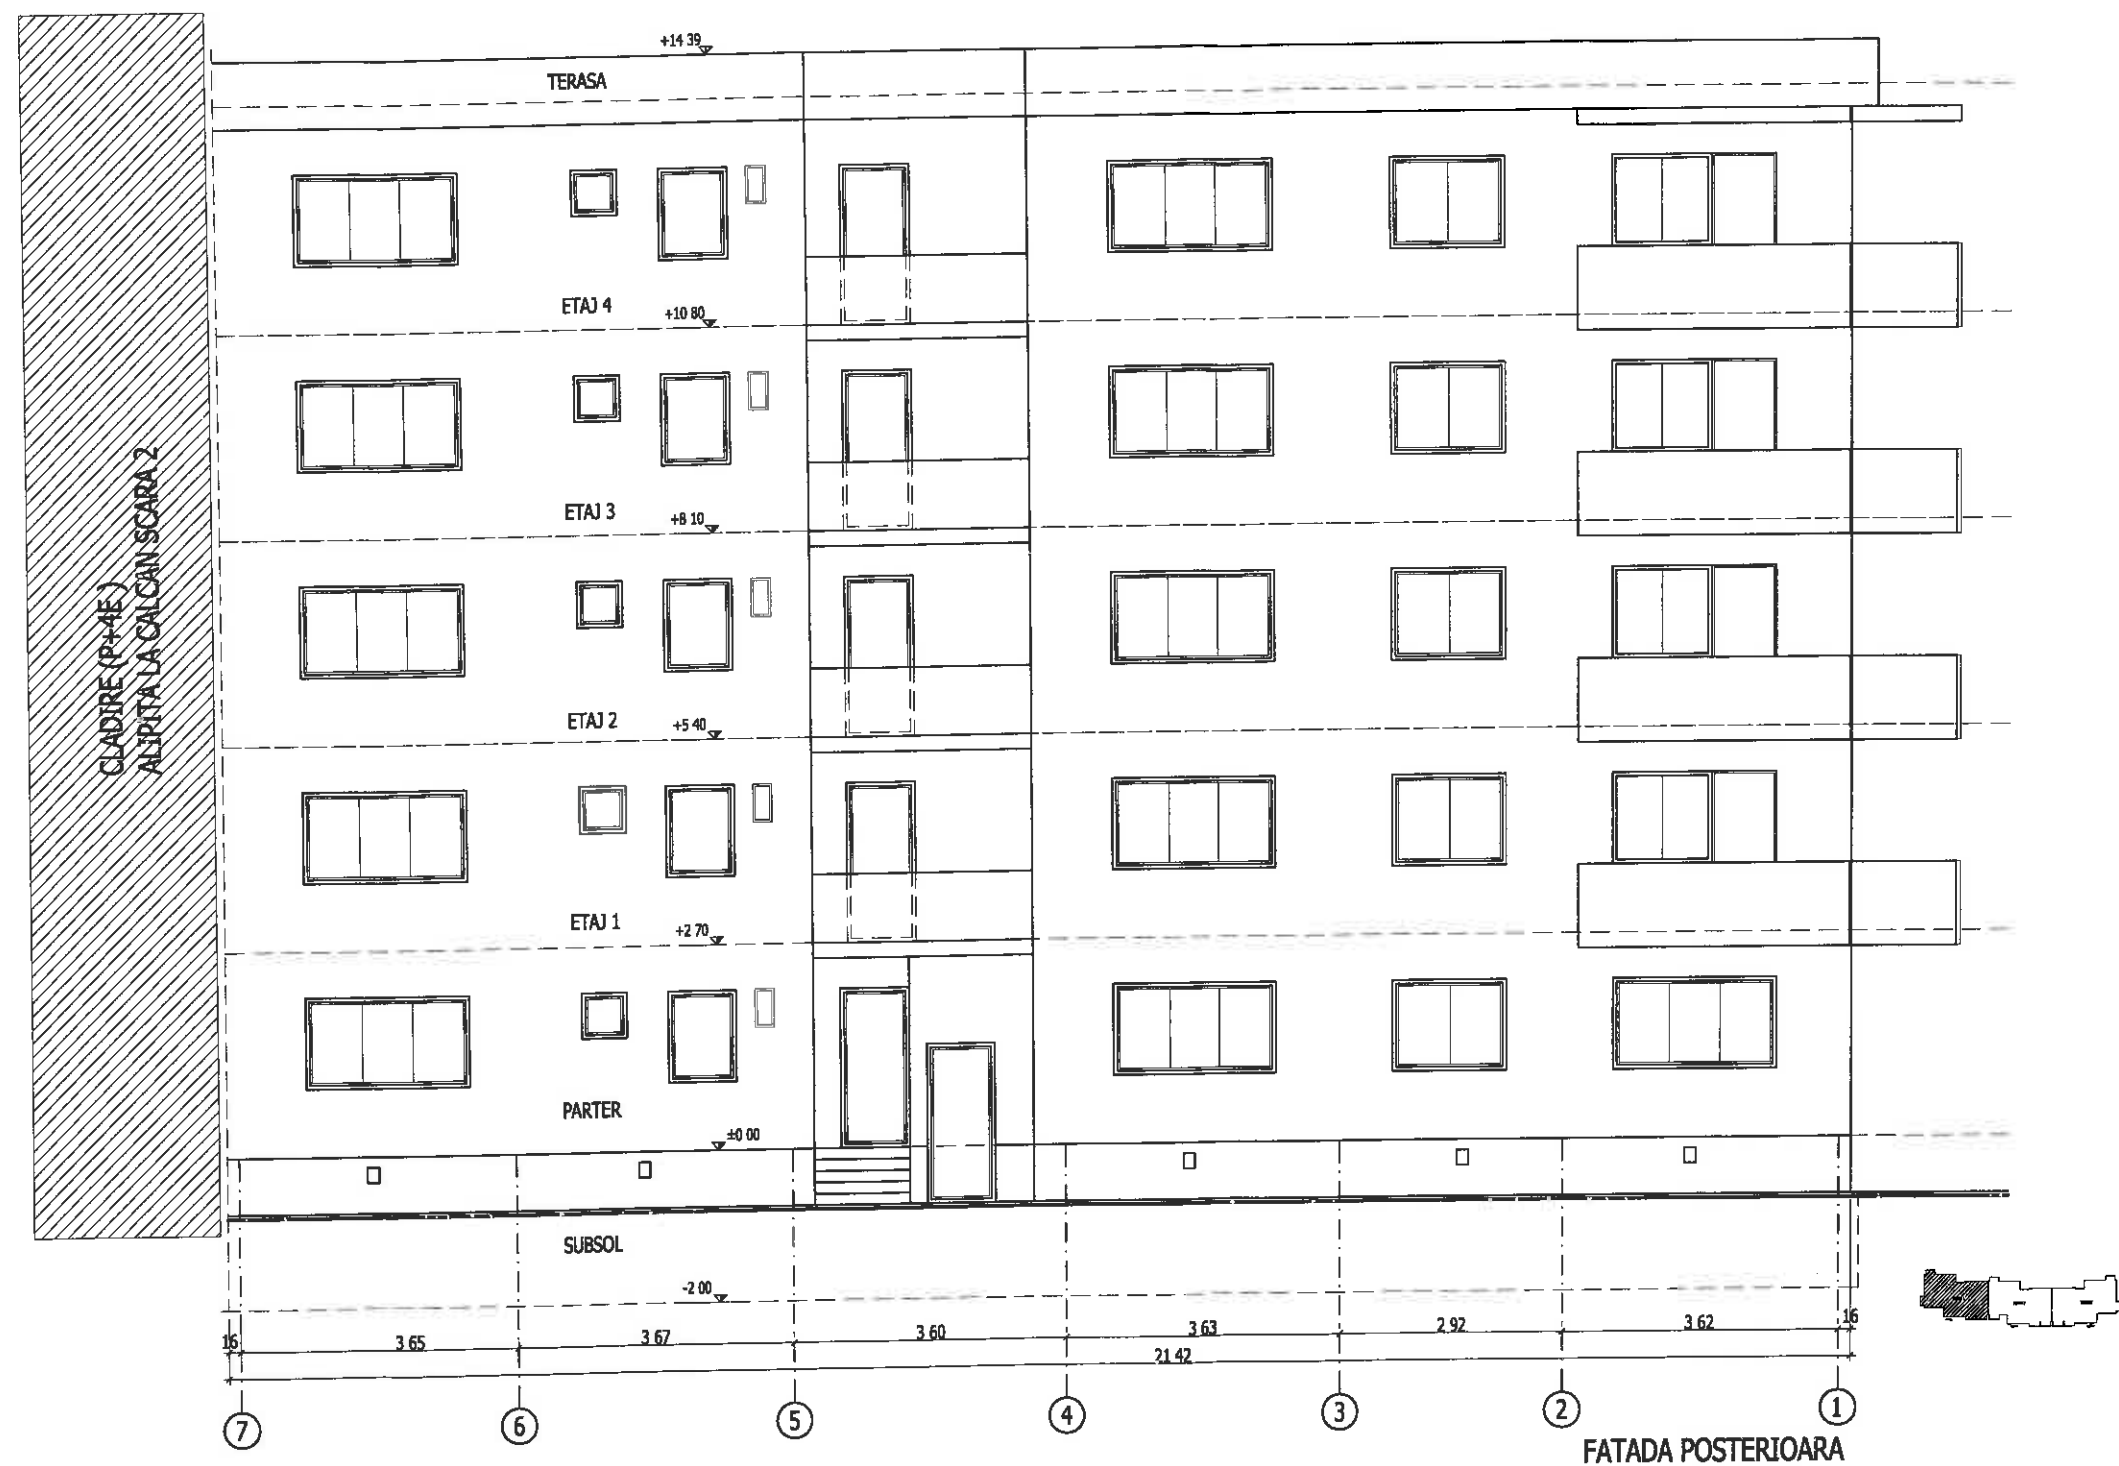 +14 39
TERASA
ETAJ 4
+10 80
ETAJ 3
+8 10
CLADIRE (P+4E)
ALIPITA LA CALCAN SCARA 2
ETAJ 2
+5 40
ETAJ 1
+2 70
PARTER
±0 00
SUBSOL
-2 00
16 3 65 3 67 3 60 3 63 2 92 3 62 16
21 42
7 6 5 4 3 2 1
FATADA POSTERIOARA